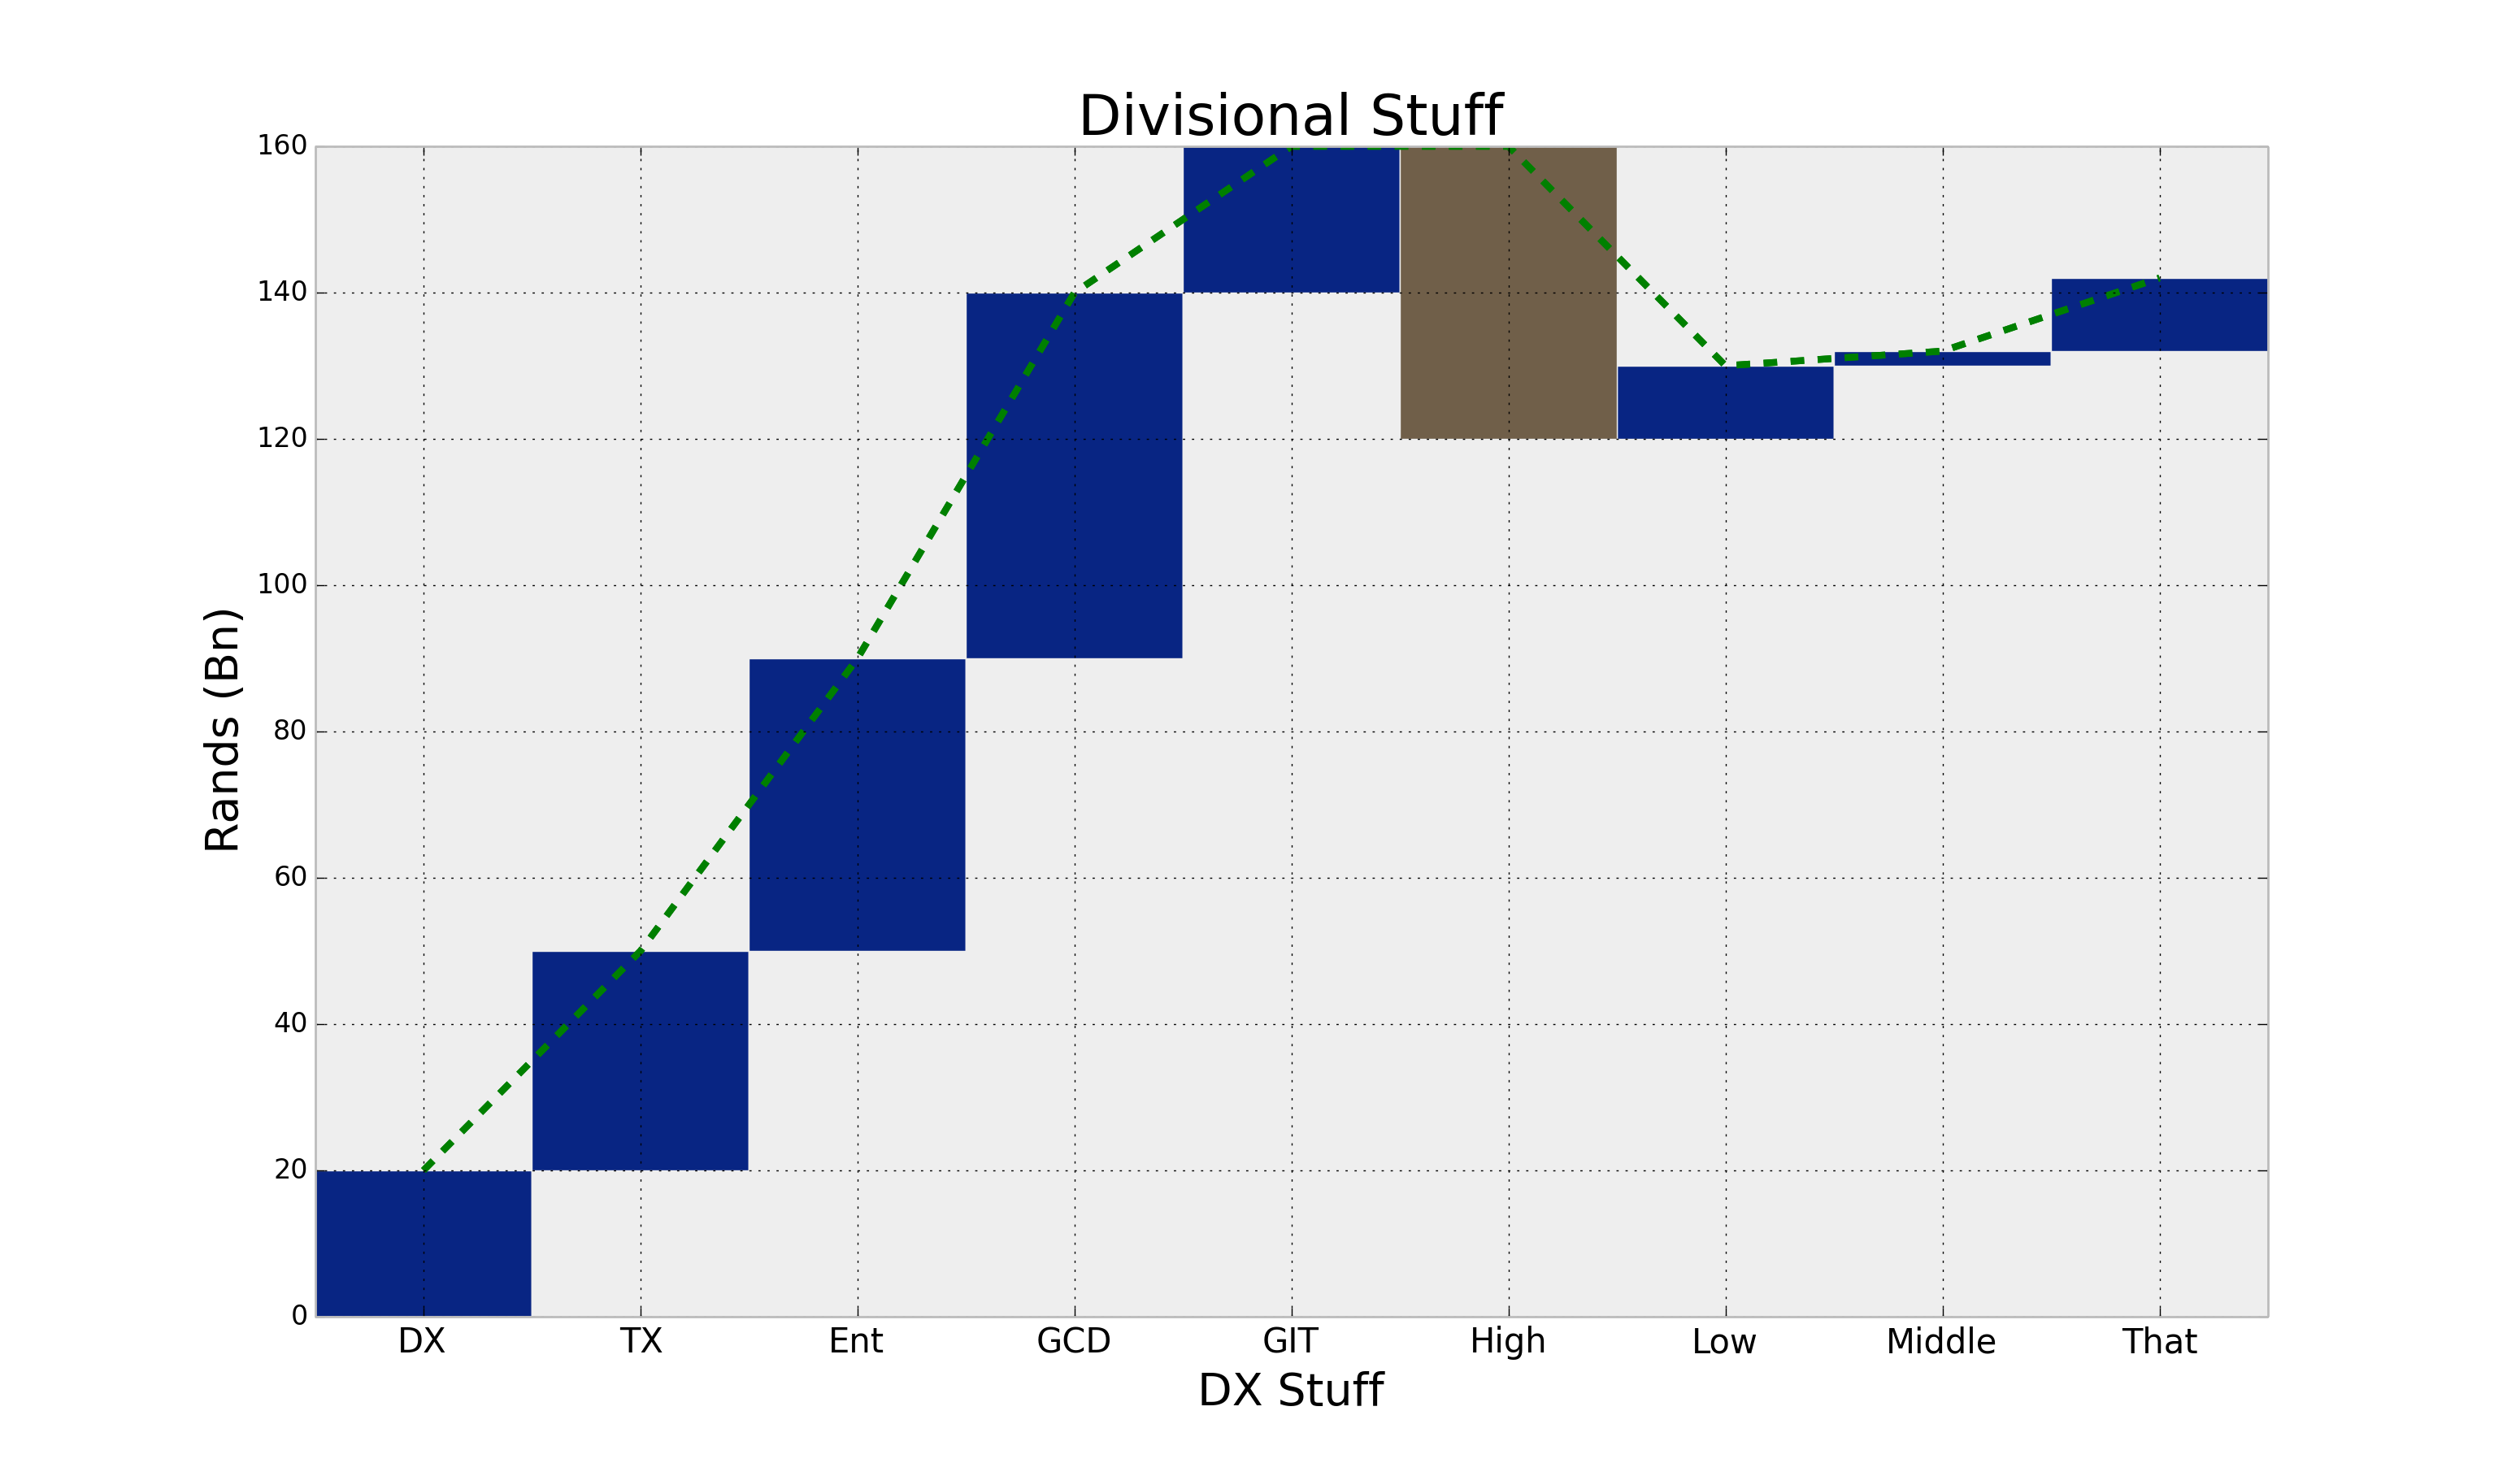 Divisional Stuff
160
140
120
100
80
60
40
20
0
Rands (Bn)
DX TX Ent GCD GIT High Low Middle That
DX Stuff